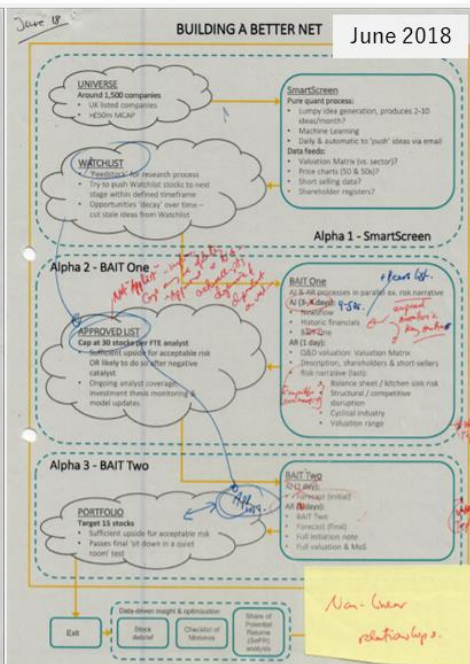 June 18
BUILDING A BETTER NET
June 2018
UNIVERSE
Around 1,500 companies
• UK listed companies
• >£50m MCAP
SmartScreen
Pure quant process:
• Lumpy idea generation, produces 2-10
ideas/month?
• Machine Learning
• Daily & automatic to 'push' ideas via email
Data feeds:
• Valuation Matrix (vs. sector)?
• Price charts (50 & 50s)?
• Short selling data?
• Shareholder registers?
WATCHLIST
• 'Feedstock' for research process
• Try to push Watchlist stocks to next
stage within defined timeframe
• Opportunities 'decay' over time –
cut stale ideas from Watchlist
Alpha 1 - SmartScreen
Alpha 2 - BAIT One
APPROVED LIST
Cap at 30 stocks per FTE analyst
• Sufficient upside for acceptable risk
OR likely to do so after negative
catalyst
• Ongoing analyst coverage,
investment thesis monitoring &
model updates
BAIT One
AJ & AR processes in parallel ex. risk narrative
• Newsflow
• Historic financials
AR (1 day):
• Q&D valuation: Valuation Matrix
• Description, shareholders & short-sellers
• Risk narrative (fast):
• Balance sheet / kitchen sink risk
• Structural / competitive
disruption
• Cyclical industry
• Valuation range
Alpha 3 - BAIT Two
PORTFOLIO
Target 15 stocks
• Sufficient upside for acceptable risk
• Passes final 'sit down in a quiet
room' test
BAIT Two
• Forecast (initial)
• BAIT Two
• Forecast (final)
• Full initiation note
• Full valuation & MoS
Non-linear
relationships.
Data-driven insight & optimisation
Exit
Stock
debrief
Checklist of
Mistakes
Share of
Potential
Returns
(SoPR)
analysis